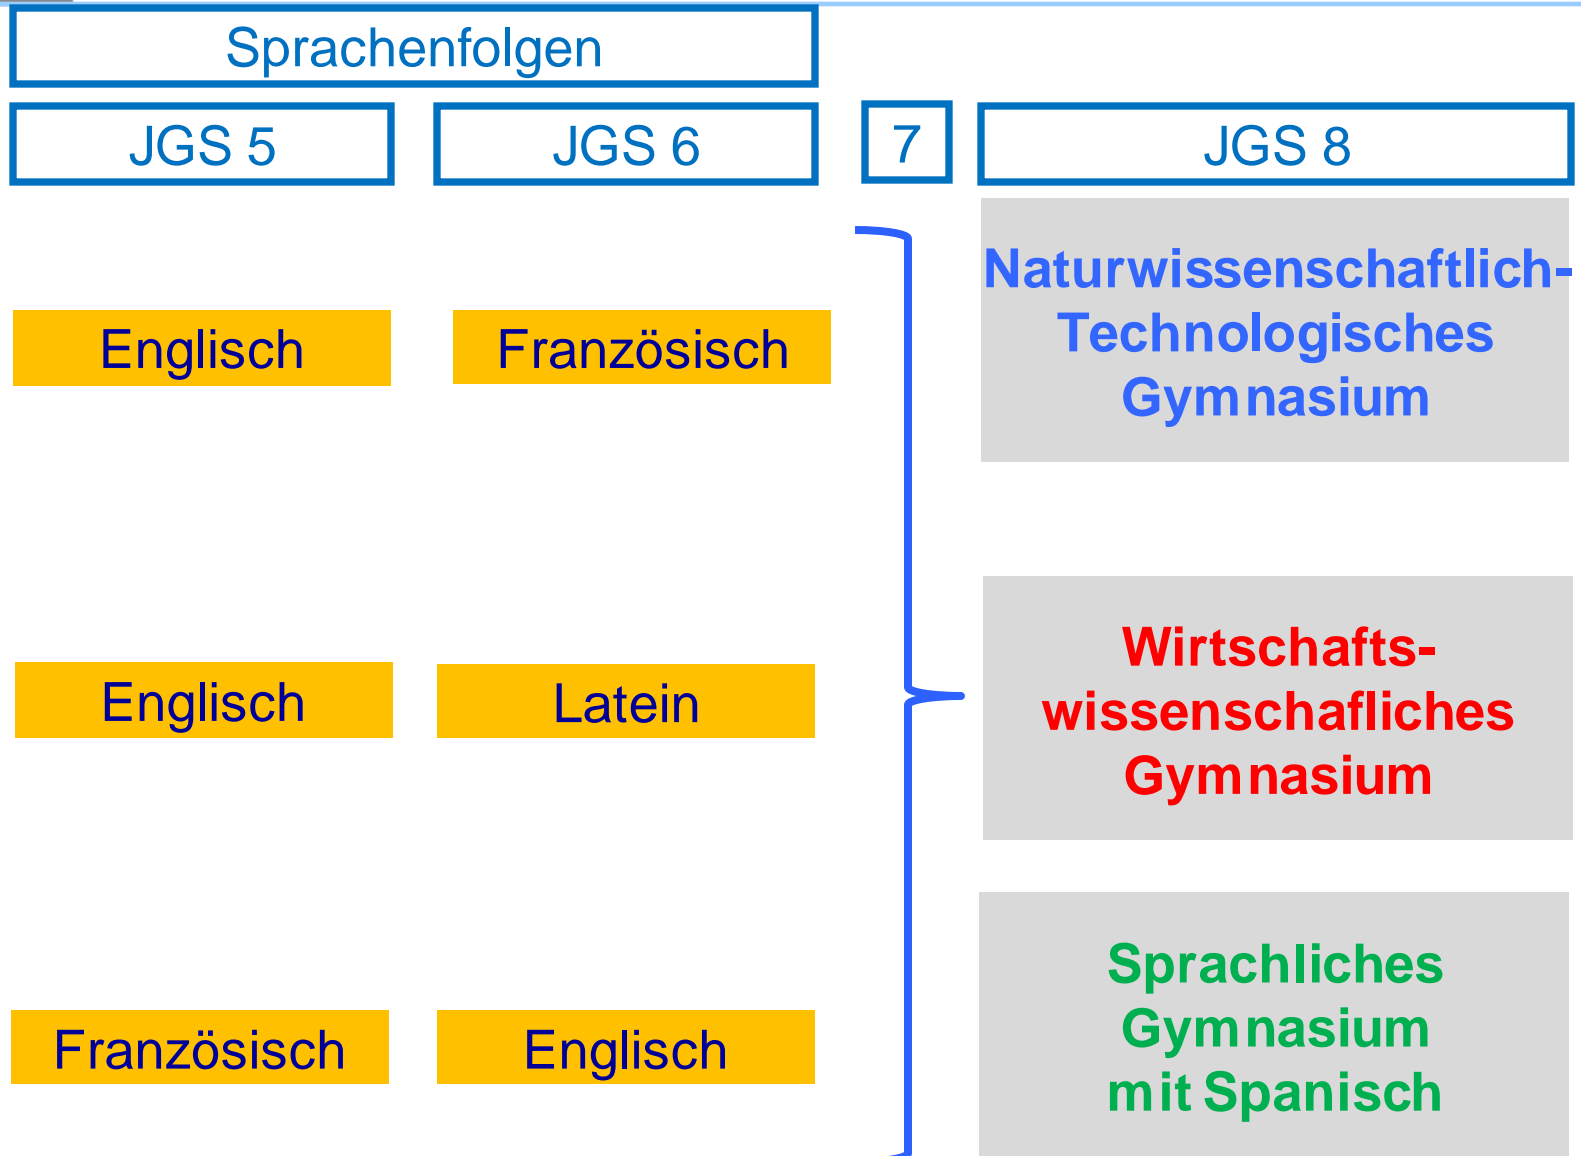 Sprachenfolgen
JGS 5
JGS 6
7
JGS 8
Englisch
Französisch
Naturwissenschaftlich-
Technologisches
Gymnasium
Englisch
Latein
Wirtschafts-
wissenschafliches
Gymnasium
Französisch
Englisch
Sprachliches
Gymnasium
mit Spanisch